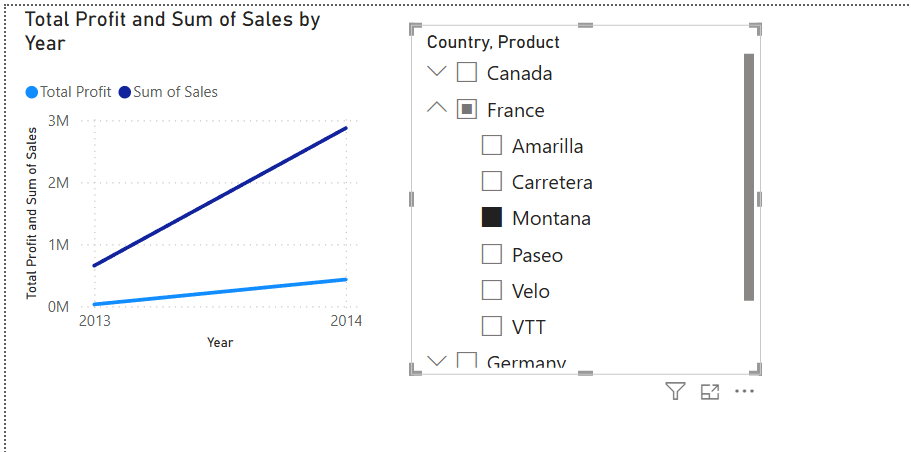 Total Profit and Sum of Sales by
Year
Total Profit Sum of Sales
Total Profit and Sum of Sales
3M
2M
1M
0M
2013 2014
Year
Country, Product
Canada
France
Amarilla
Carretera
Montana
Paseo
Velo
VTT
Germany